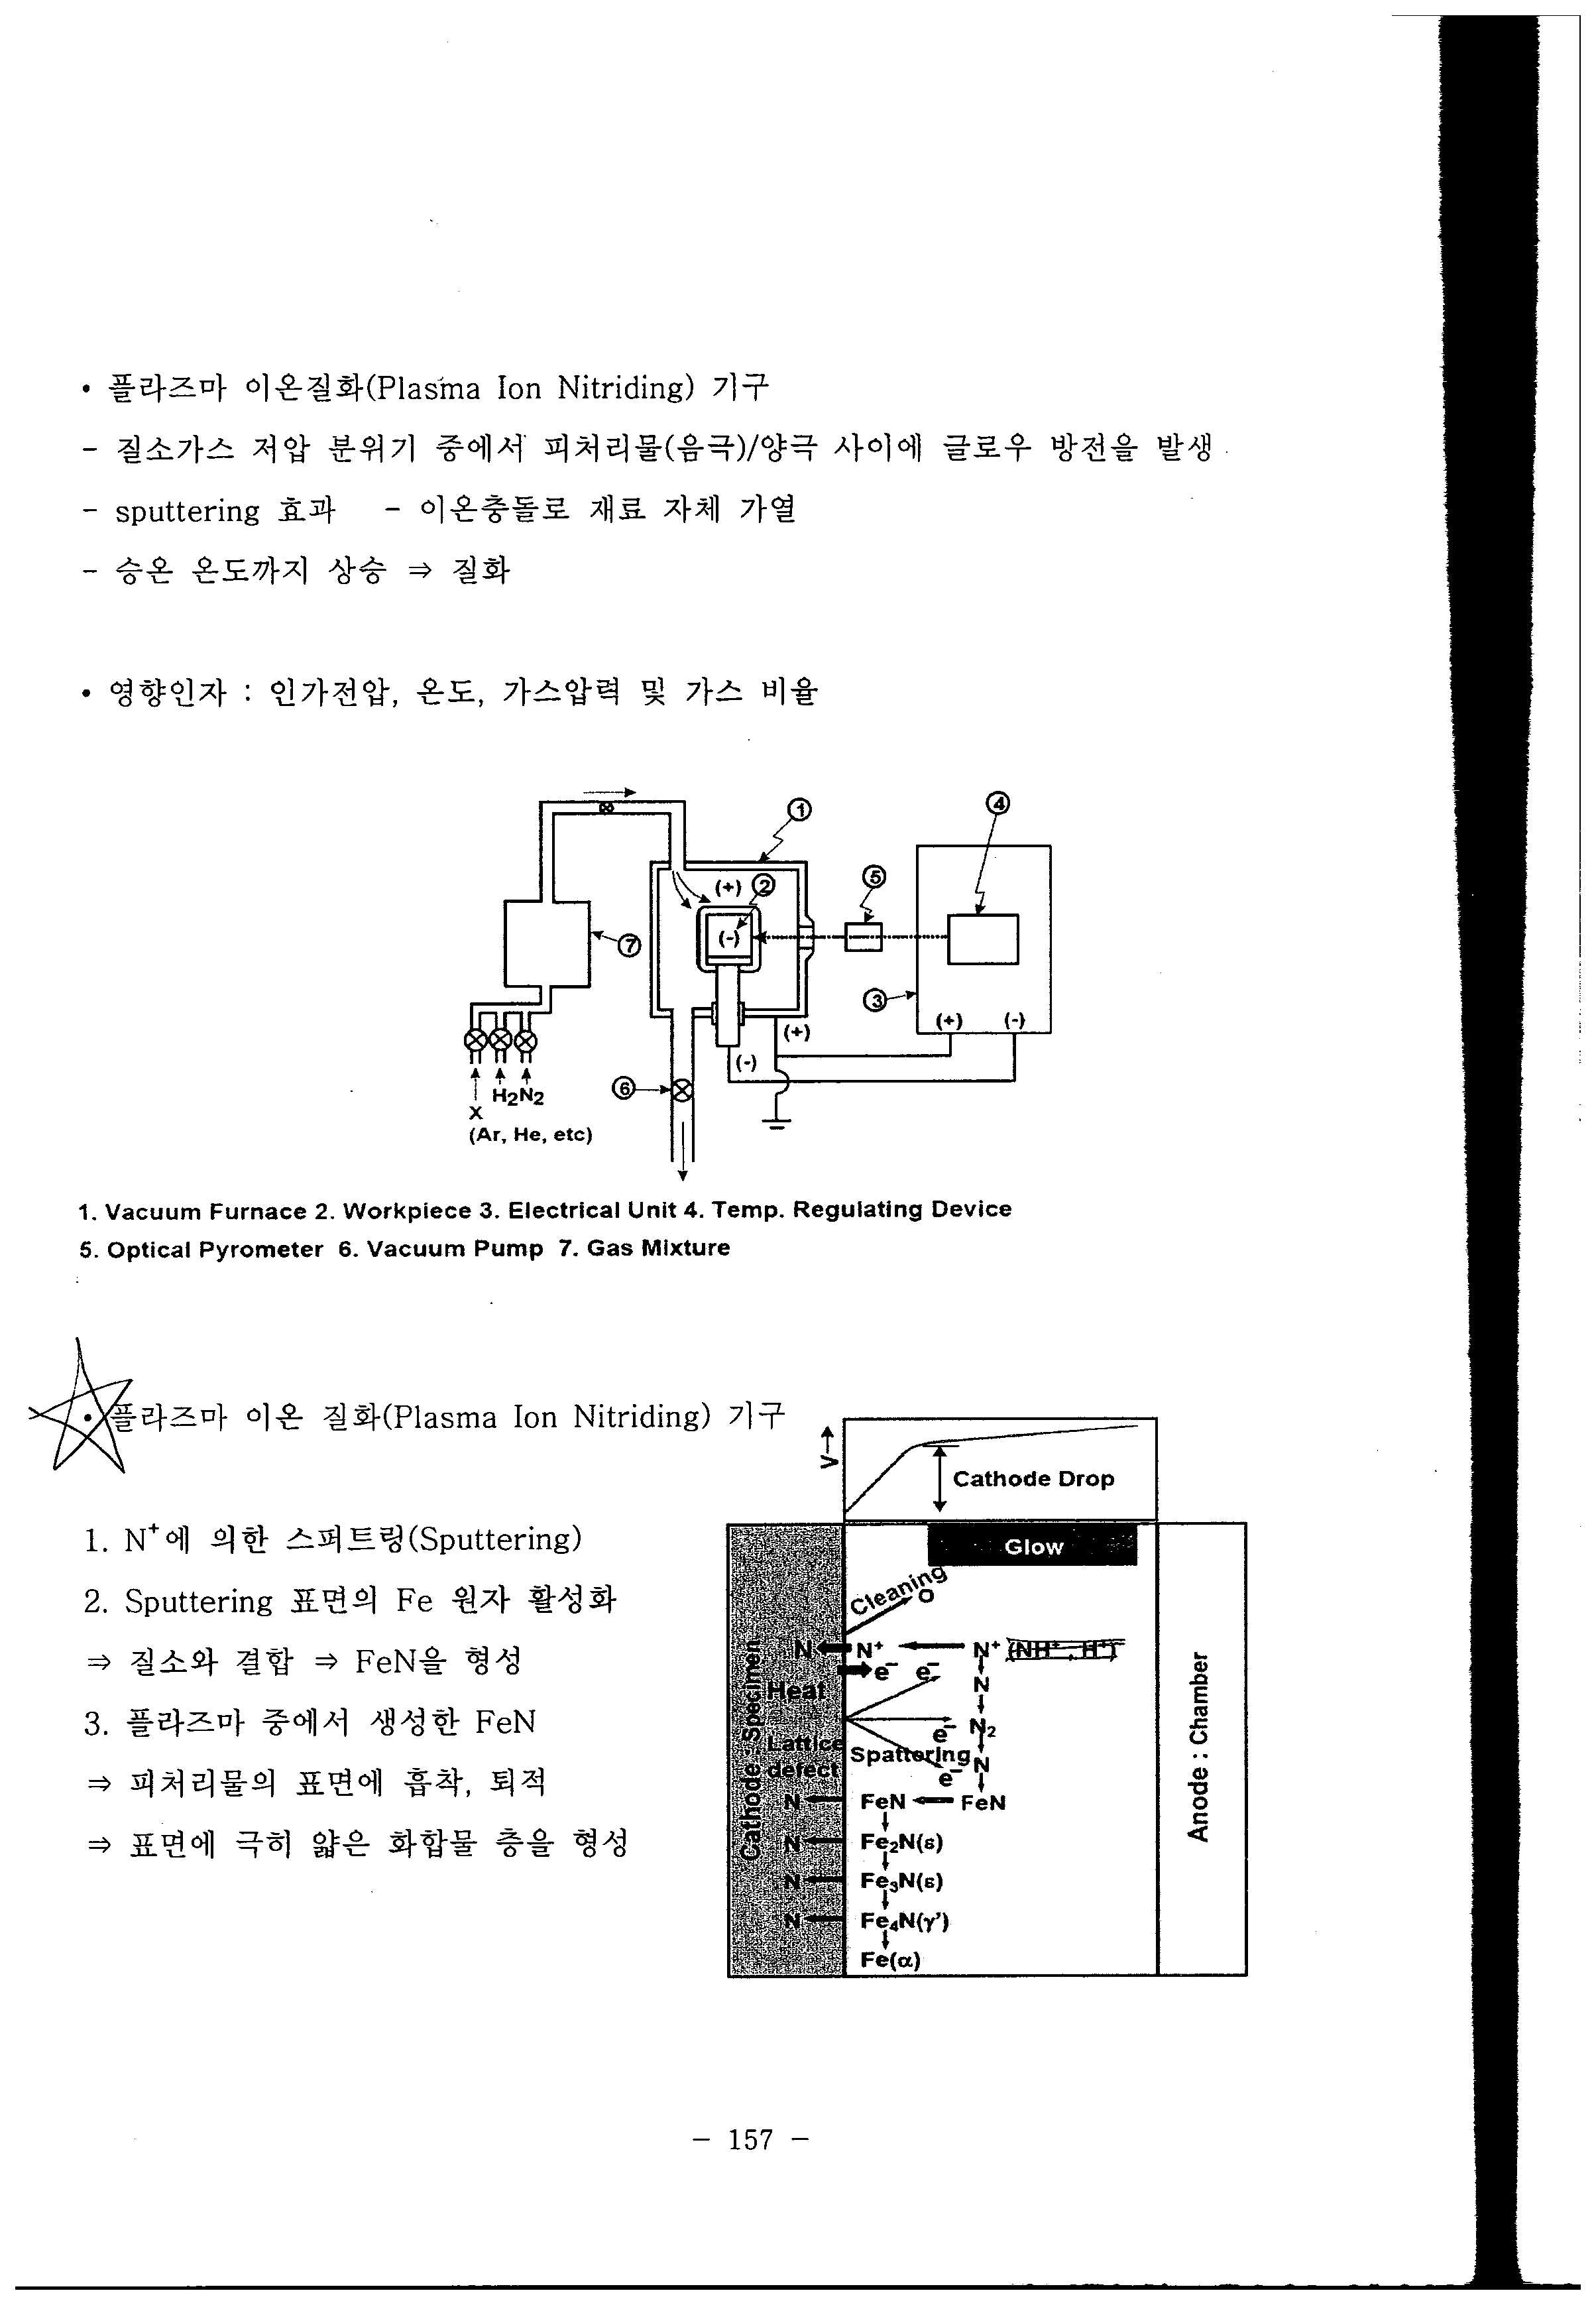 • 플라즈마 이온질화(Plasma Ion Nitriding) 기구
- 질소가스 저압 분위기 중에서 피처리물(음극)/양극 사이에 글로우 방전을 발생
- sputtering 효과 - 이온충돌로 재료 자체 가열
- 승온 온도까지 상승 ⇒ 질화
• 영향인자 : 인가전압, 온도, 가스압력 및 가스 비율
① ④
(+) ② ⑤
(-)
⑦
③
(+) (-)
(+)
(-)
⑥
H2 N2
X
(Ar, He, etc)
1. Vacuum Furnace 2. Workpiece 3. Electrical Unit 4. Temp. Regulating Device
5. Optical Pyrometer 6. Vacuum Pump 7. Gas Mixture
• 플라즈마 이온 질화(Plasma Ion Nitriding) 기구
1. N⁺에 의한 스퍼트링(Sputtering)
2. Sputtering 표면의 Fe 원자 활성화
⇒ 질소와 결합 ⇒ FeN을 형성
3. 플라즈마 중에서 생성한 FeN
⇒ 피처리물의 표면에 흡착, 퇴적
⇒ 표면에 극히 얇은 화합물 층을 형성
V→
Cathode Drop
Glow
Cleaning O
N N⁺ N⁺ (NH⁺, H⁺)
e⁻ e⁻
N
Heat
e⁻ N₂
Lattice
defect
Spattering
e⁻ N
N FeN FeN
N Fe₂N(ε)
N Fe₃N(ε)
N Fe₄N(γ')
Fe(α)
Cathode : Specimen
Anode : Chamber
- 157 -